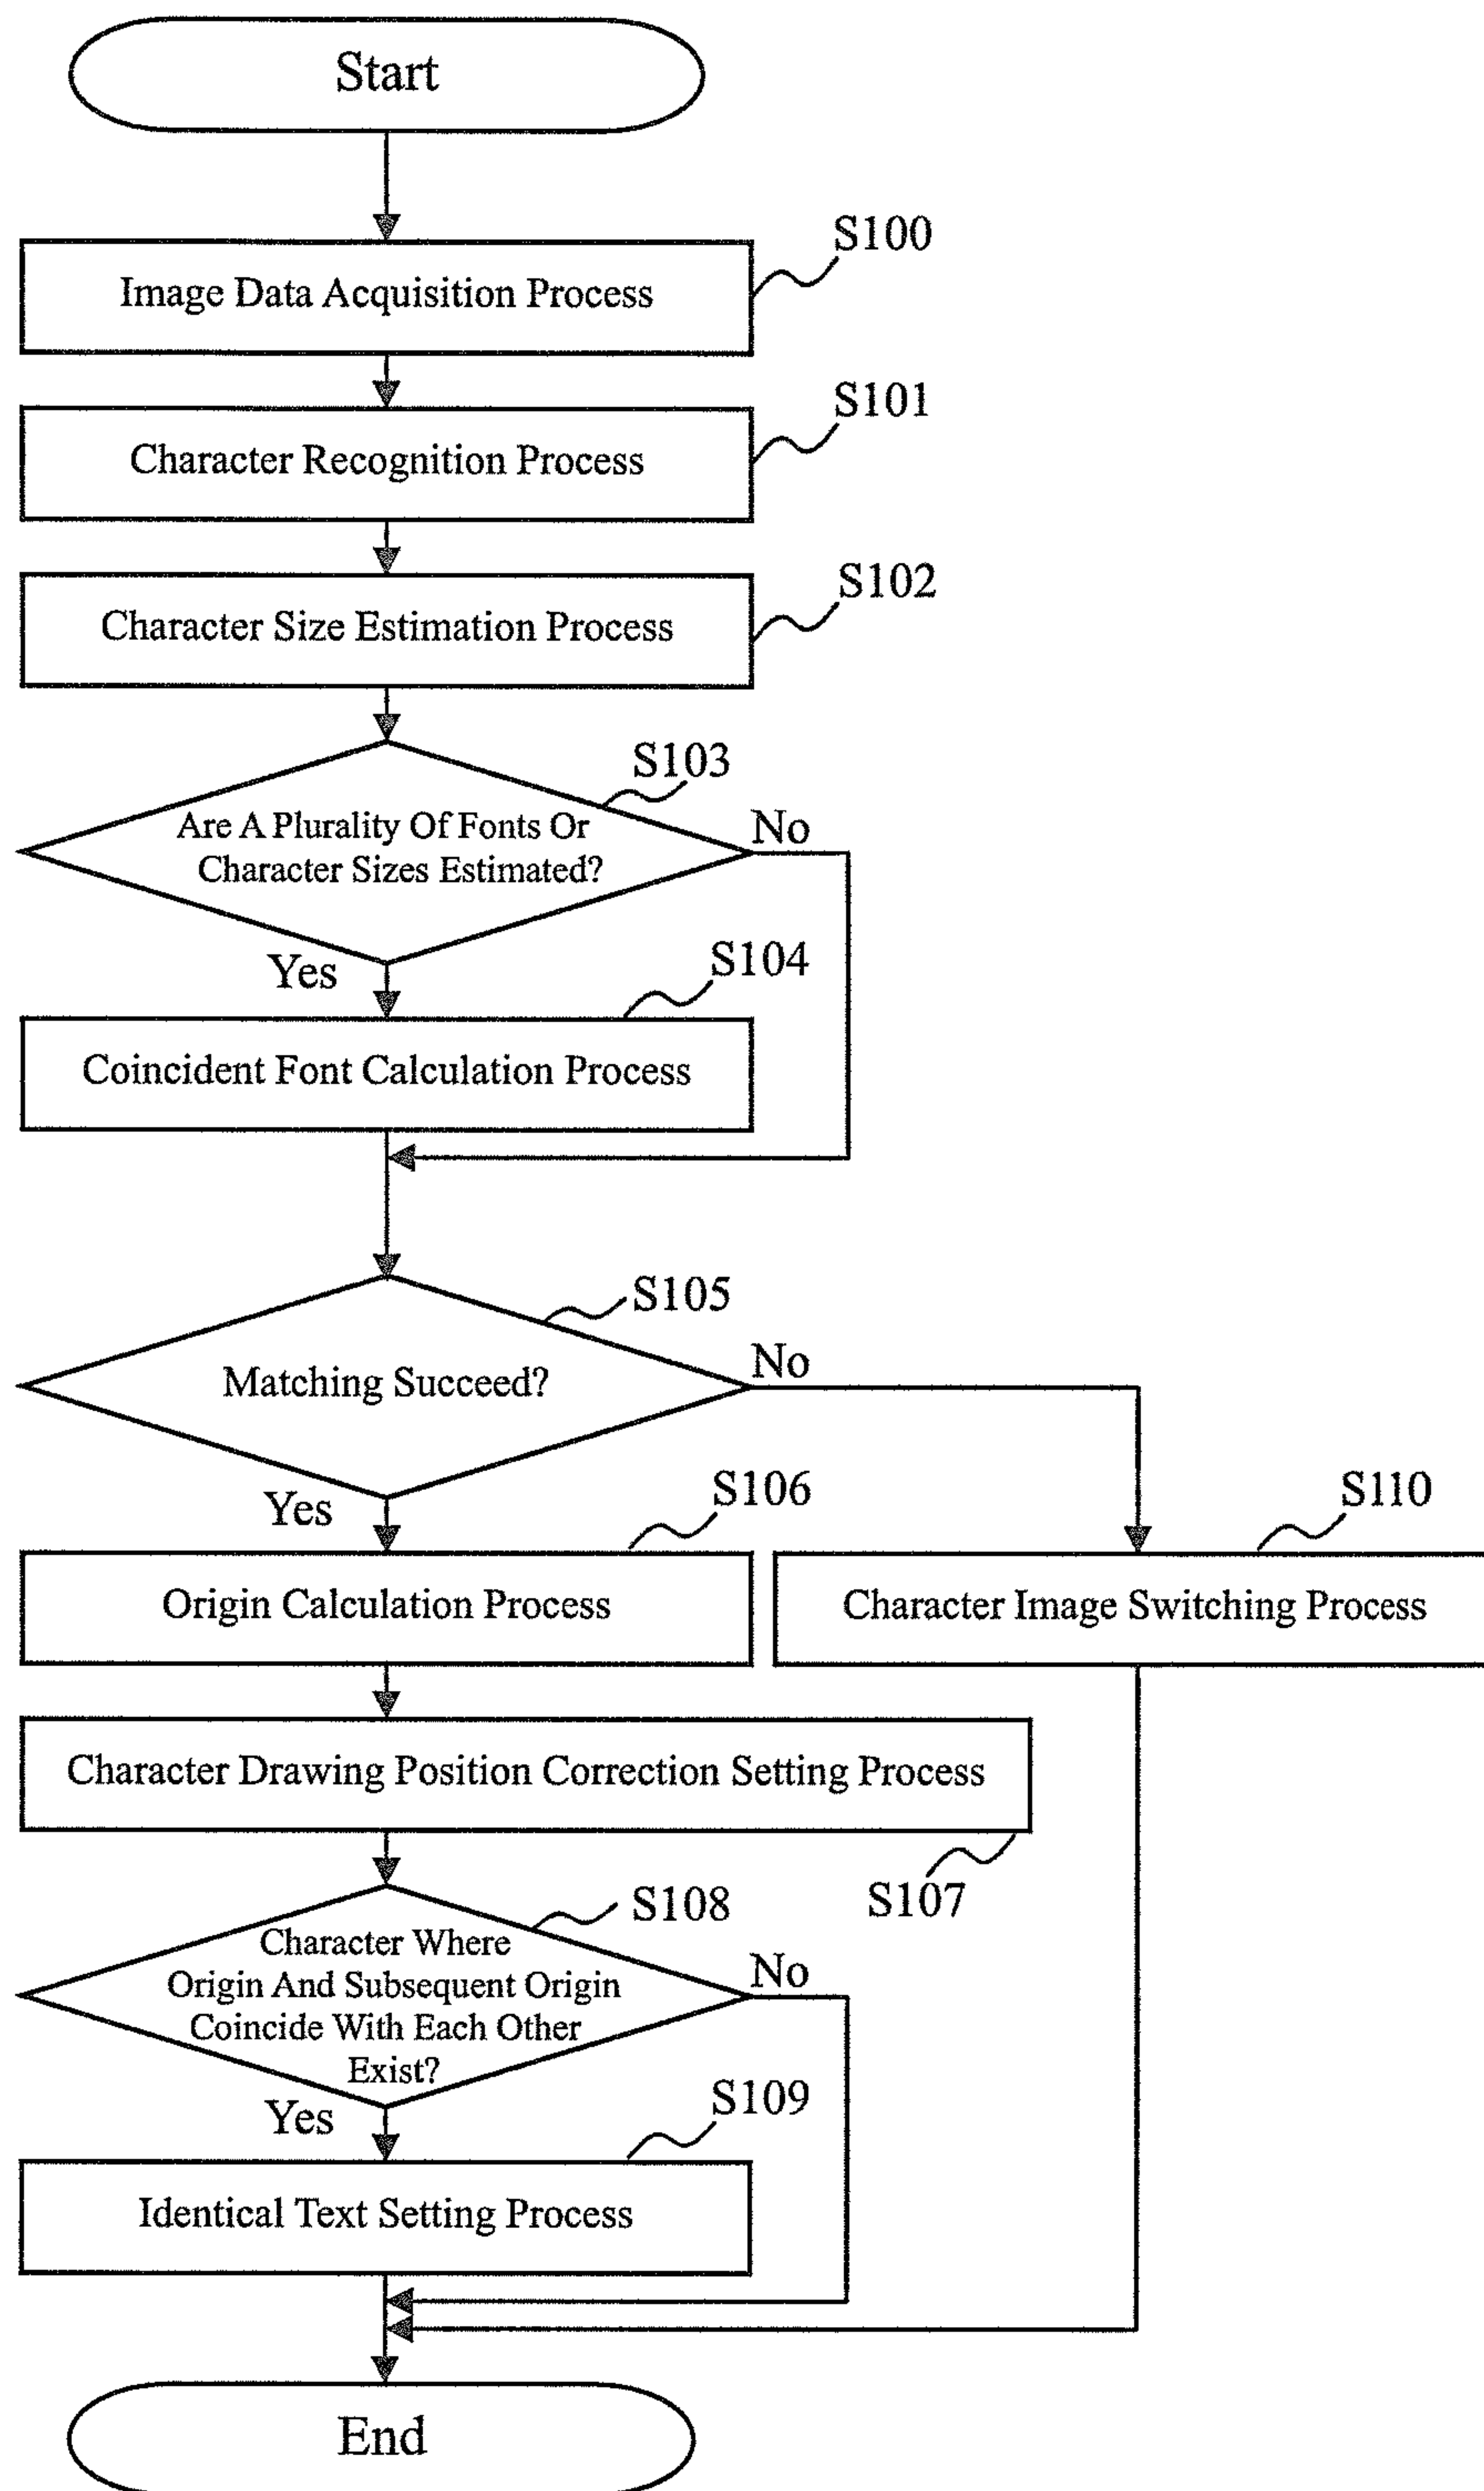 Start
S100
Image Data Acquisition Process
S101
Character Recognition Process
S102
Character Size Estimation Process
S103
Are A Plurality Of Fonts Or
Character Sizes Estimated?
No
Yes
S104
Coincident Font Calculation Process
S105
Matching Succeed?
No
Yes
S106
S110
Origin Calculation Process
Character Image Switching Process
Character Drawing Position Correction Setting Process
S107
S108
Character Where
Origin And Subsequent Origin
Coincide With Each Other
Exist?
No
Yes
S109
Identical Text Setting Process
End